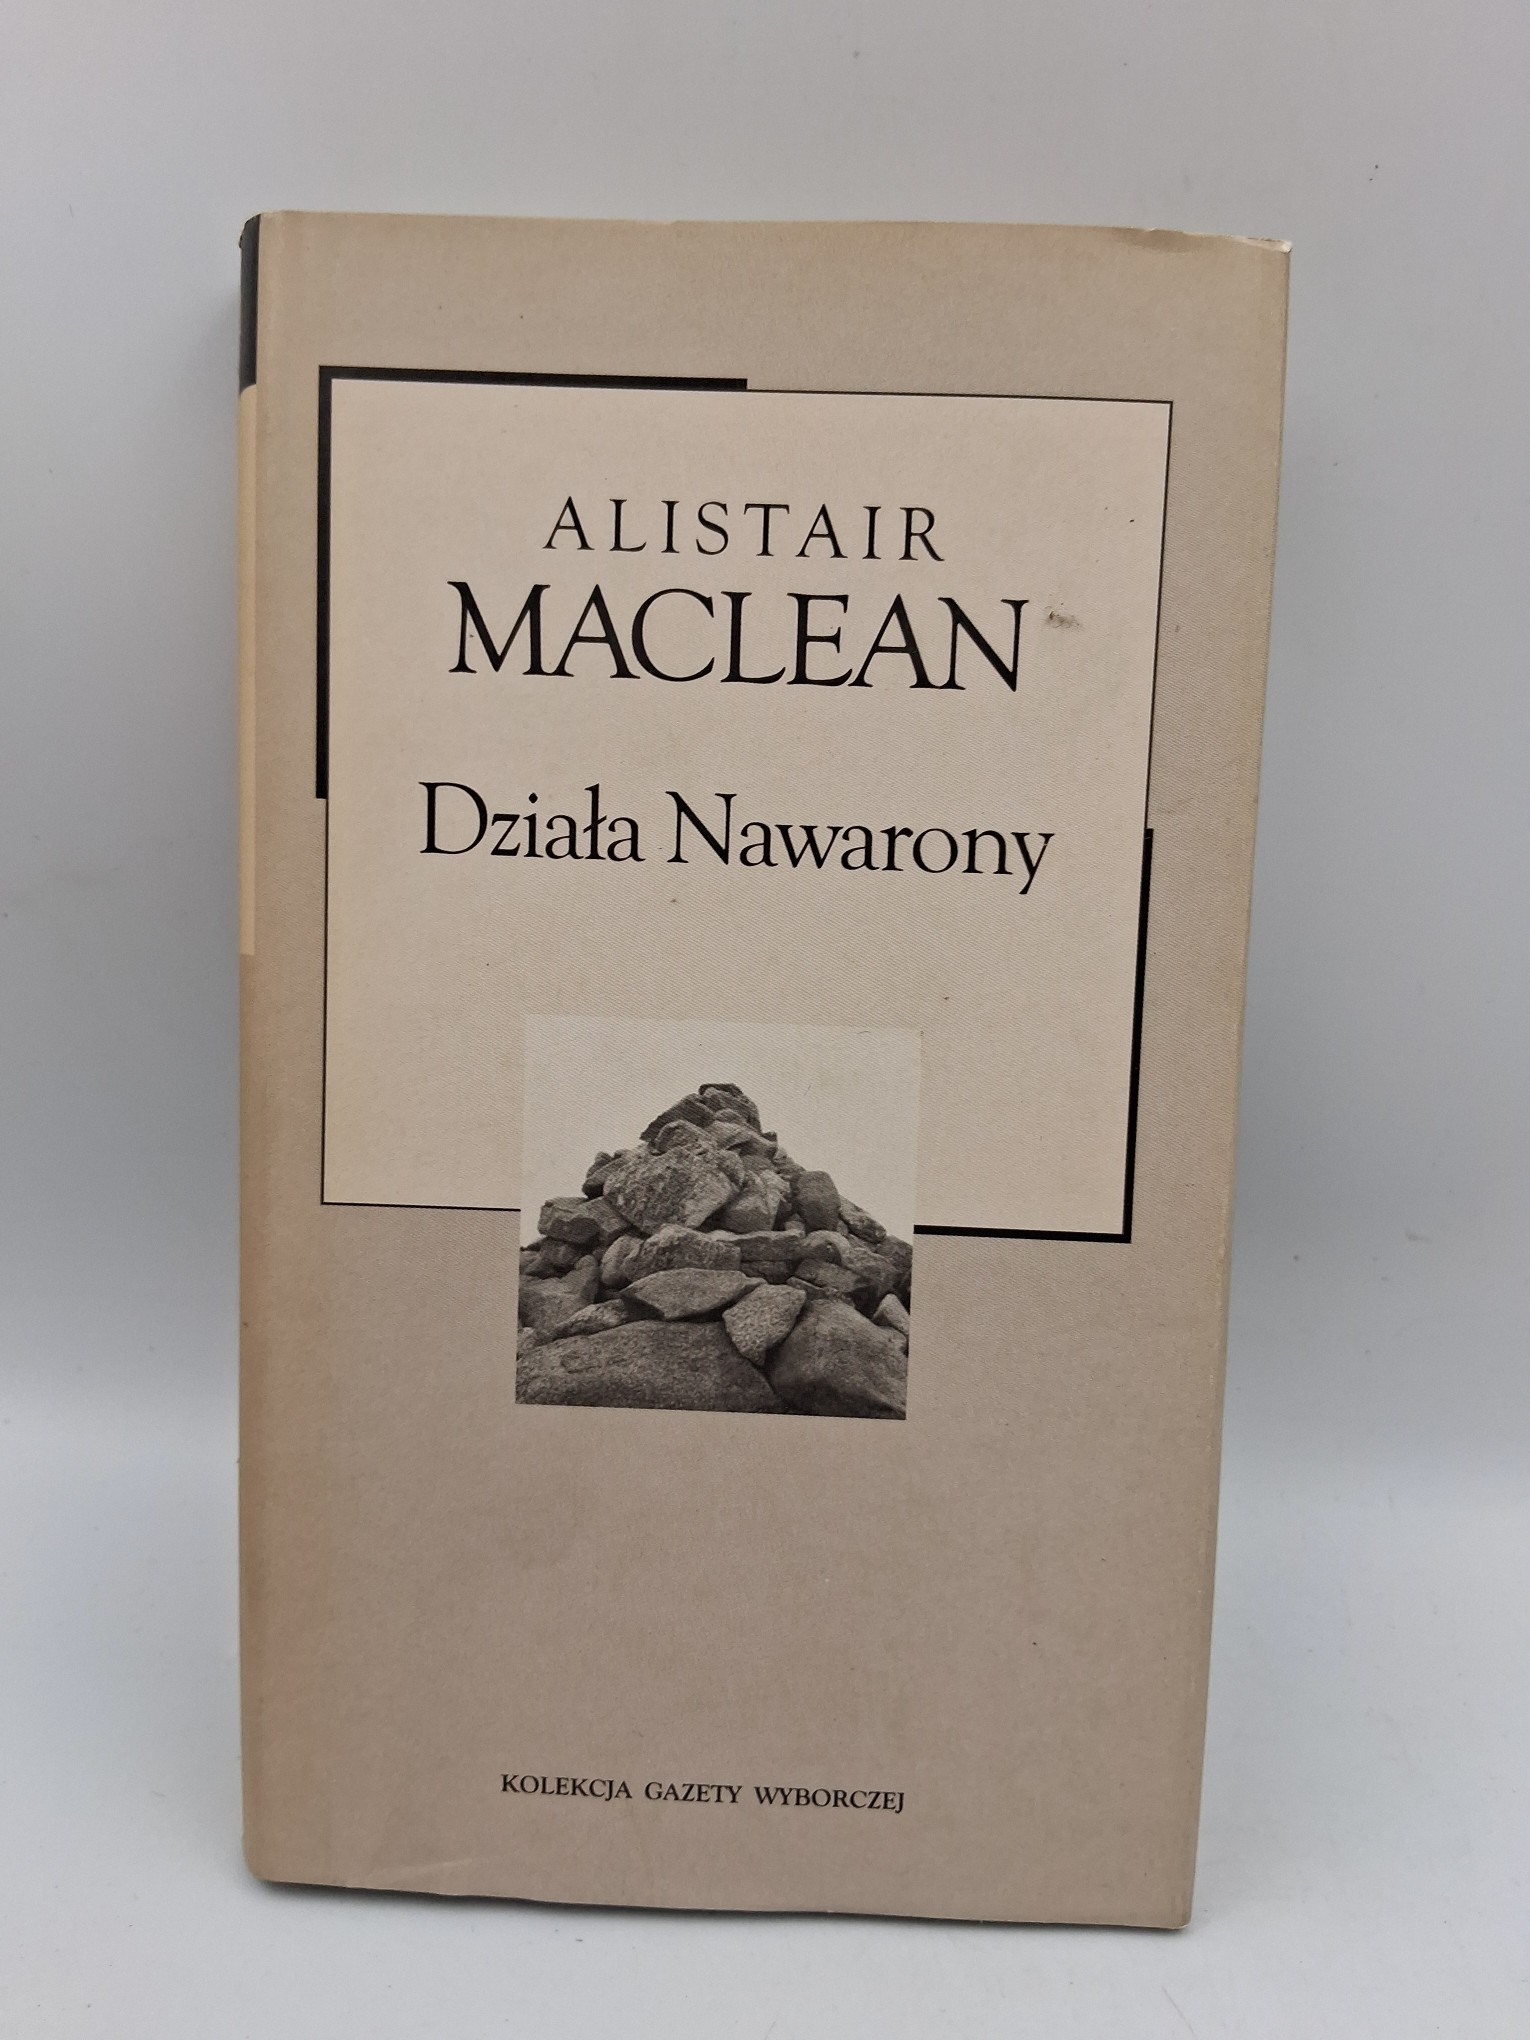 ALISTAIR
MACLEAN
Działa Nawarony
KOLEKCJA GAZETY WYBORCZEJ